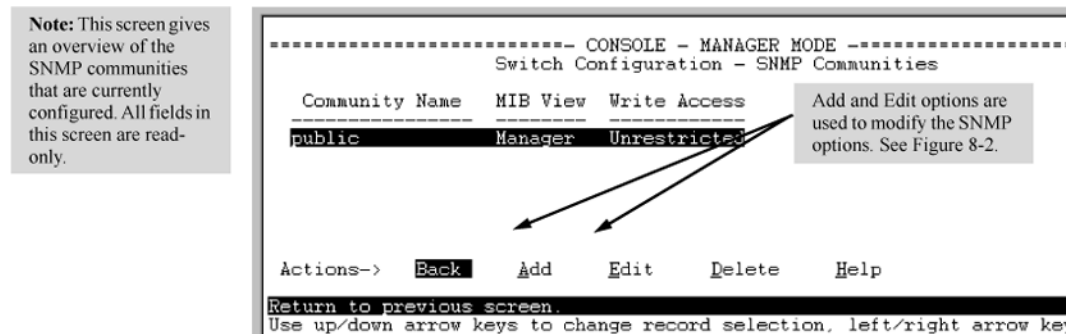 Note: This screen gives
an overview of the
SNMP communities
that are currently
configured. All fields in
this screen are read-
only.
==========================- CONSOLE - MANAGER MODE -===================
Switch Configuration - SNMP Communities
Community Name MIB View Write Access
---------------- -------- ------------
public Manager Unrestricted
Add and Edit options are
used to modify the SNMP
options. See Figure 8-2.
Actions-> Back Add Edit Delete Help
Return to previous screen.
Use up/down arrow keys to change record selection, left/right arrow